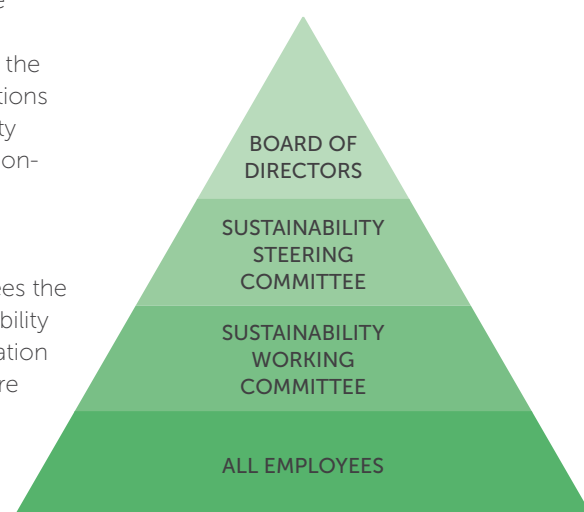 the
tions
ty
on-
ees the
bility
ation
re
BOARD OF
DIRECTORS
SUSTAINABILITY
STEERING
COMMITTEE
SUSTAINABILITY
WORKING
COMMITTEE
ALL EMPLOYEES